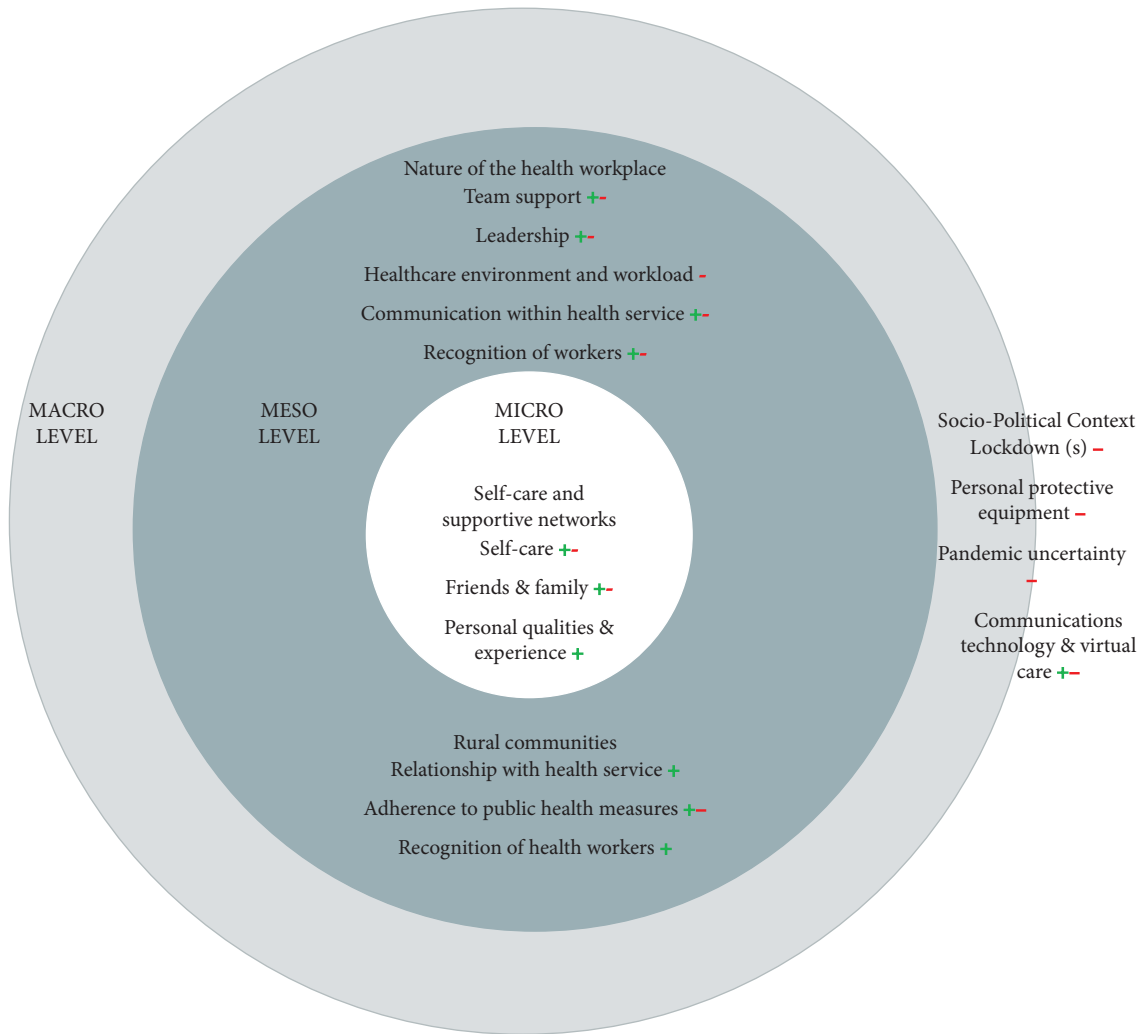 Nature of the health workplace
Team support +-
Leadership +-
Healthcare environment and workload -
Communication within health service +-
Recognition of workers +-
MACRO
LEVEL
MESO
LEVEL
MICRO
LEVEL
Self-care and
supportive networks
Self-care +-
Friends & family +-
Personal qualities &
experience +
Socio-Political Context
Lockdown (s) –
Personal protective
equipment –
Pandemic uncertainty
–
Communications
technology & virtual
care +–
Rural communities
Relationship with health service +
Adherence to public health measures +–
Recognition of health workers +